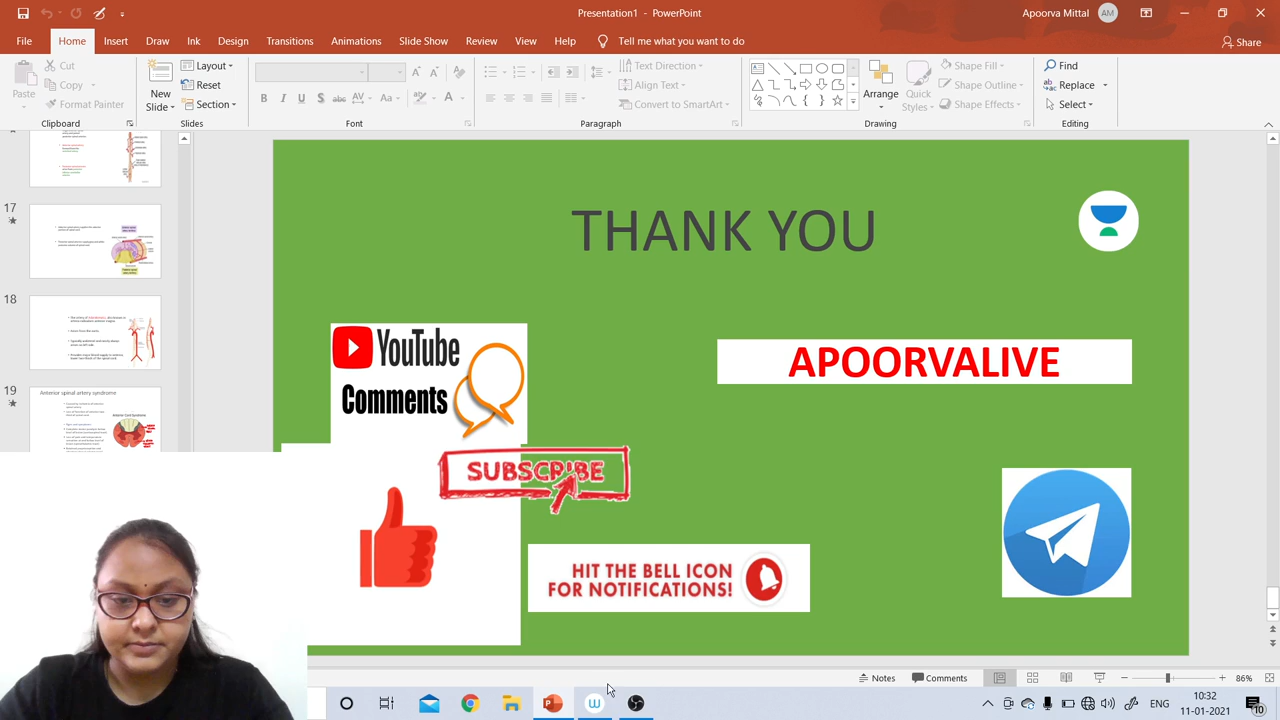 Presentation1 - PowerPoint
Apoorva Mittal AM
File Home Insert Draw Ink Design Transitions Animations Slide Show Review View Help Tell me what you want to do
Share
Paste
Cut
Copy
Format Painter
Clipboard
New Slide
Layout
Reset
Section
Slides
Aa
Font
Text Direction
Align Text
Convert to SmartArt
Paragraph
Arrange
Quick Styles
Shape Fill
Shape Outline
Shape Effects
Drawing
Find
Replace
Select
Editing
17
18
19
Anterior spinal artery syndrome
THANK YOU
YouTube
Comments
APOORVALIVE
SUBSCRIBE
HIT THE BELL ICON
FOR NOTIFICATIONS!
Notes Comments 86%
ENG
10:32
11-01-2021
10